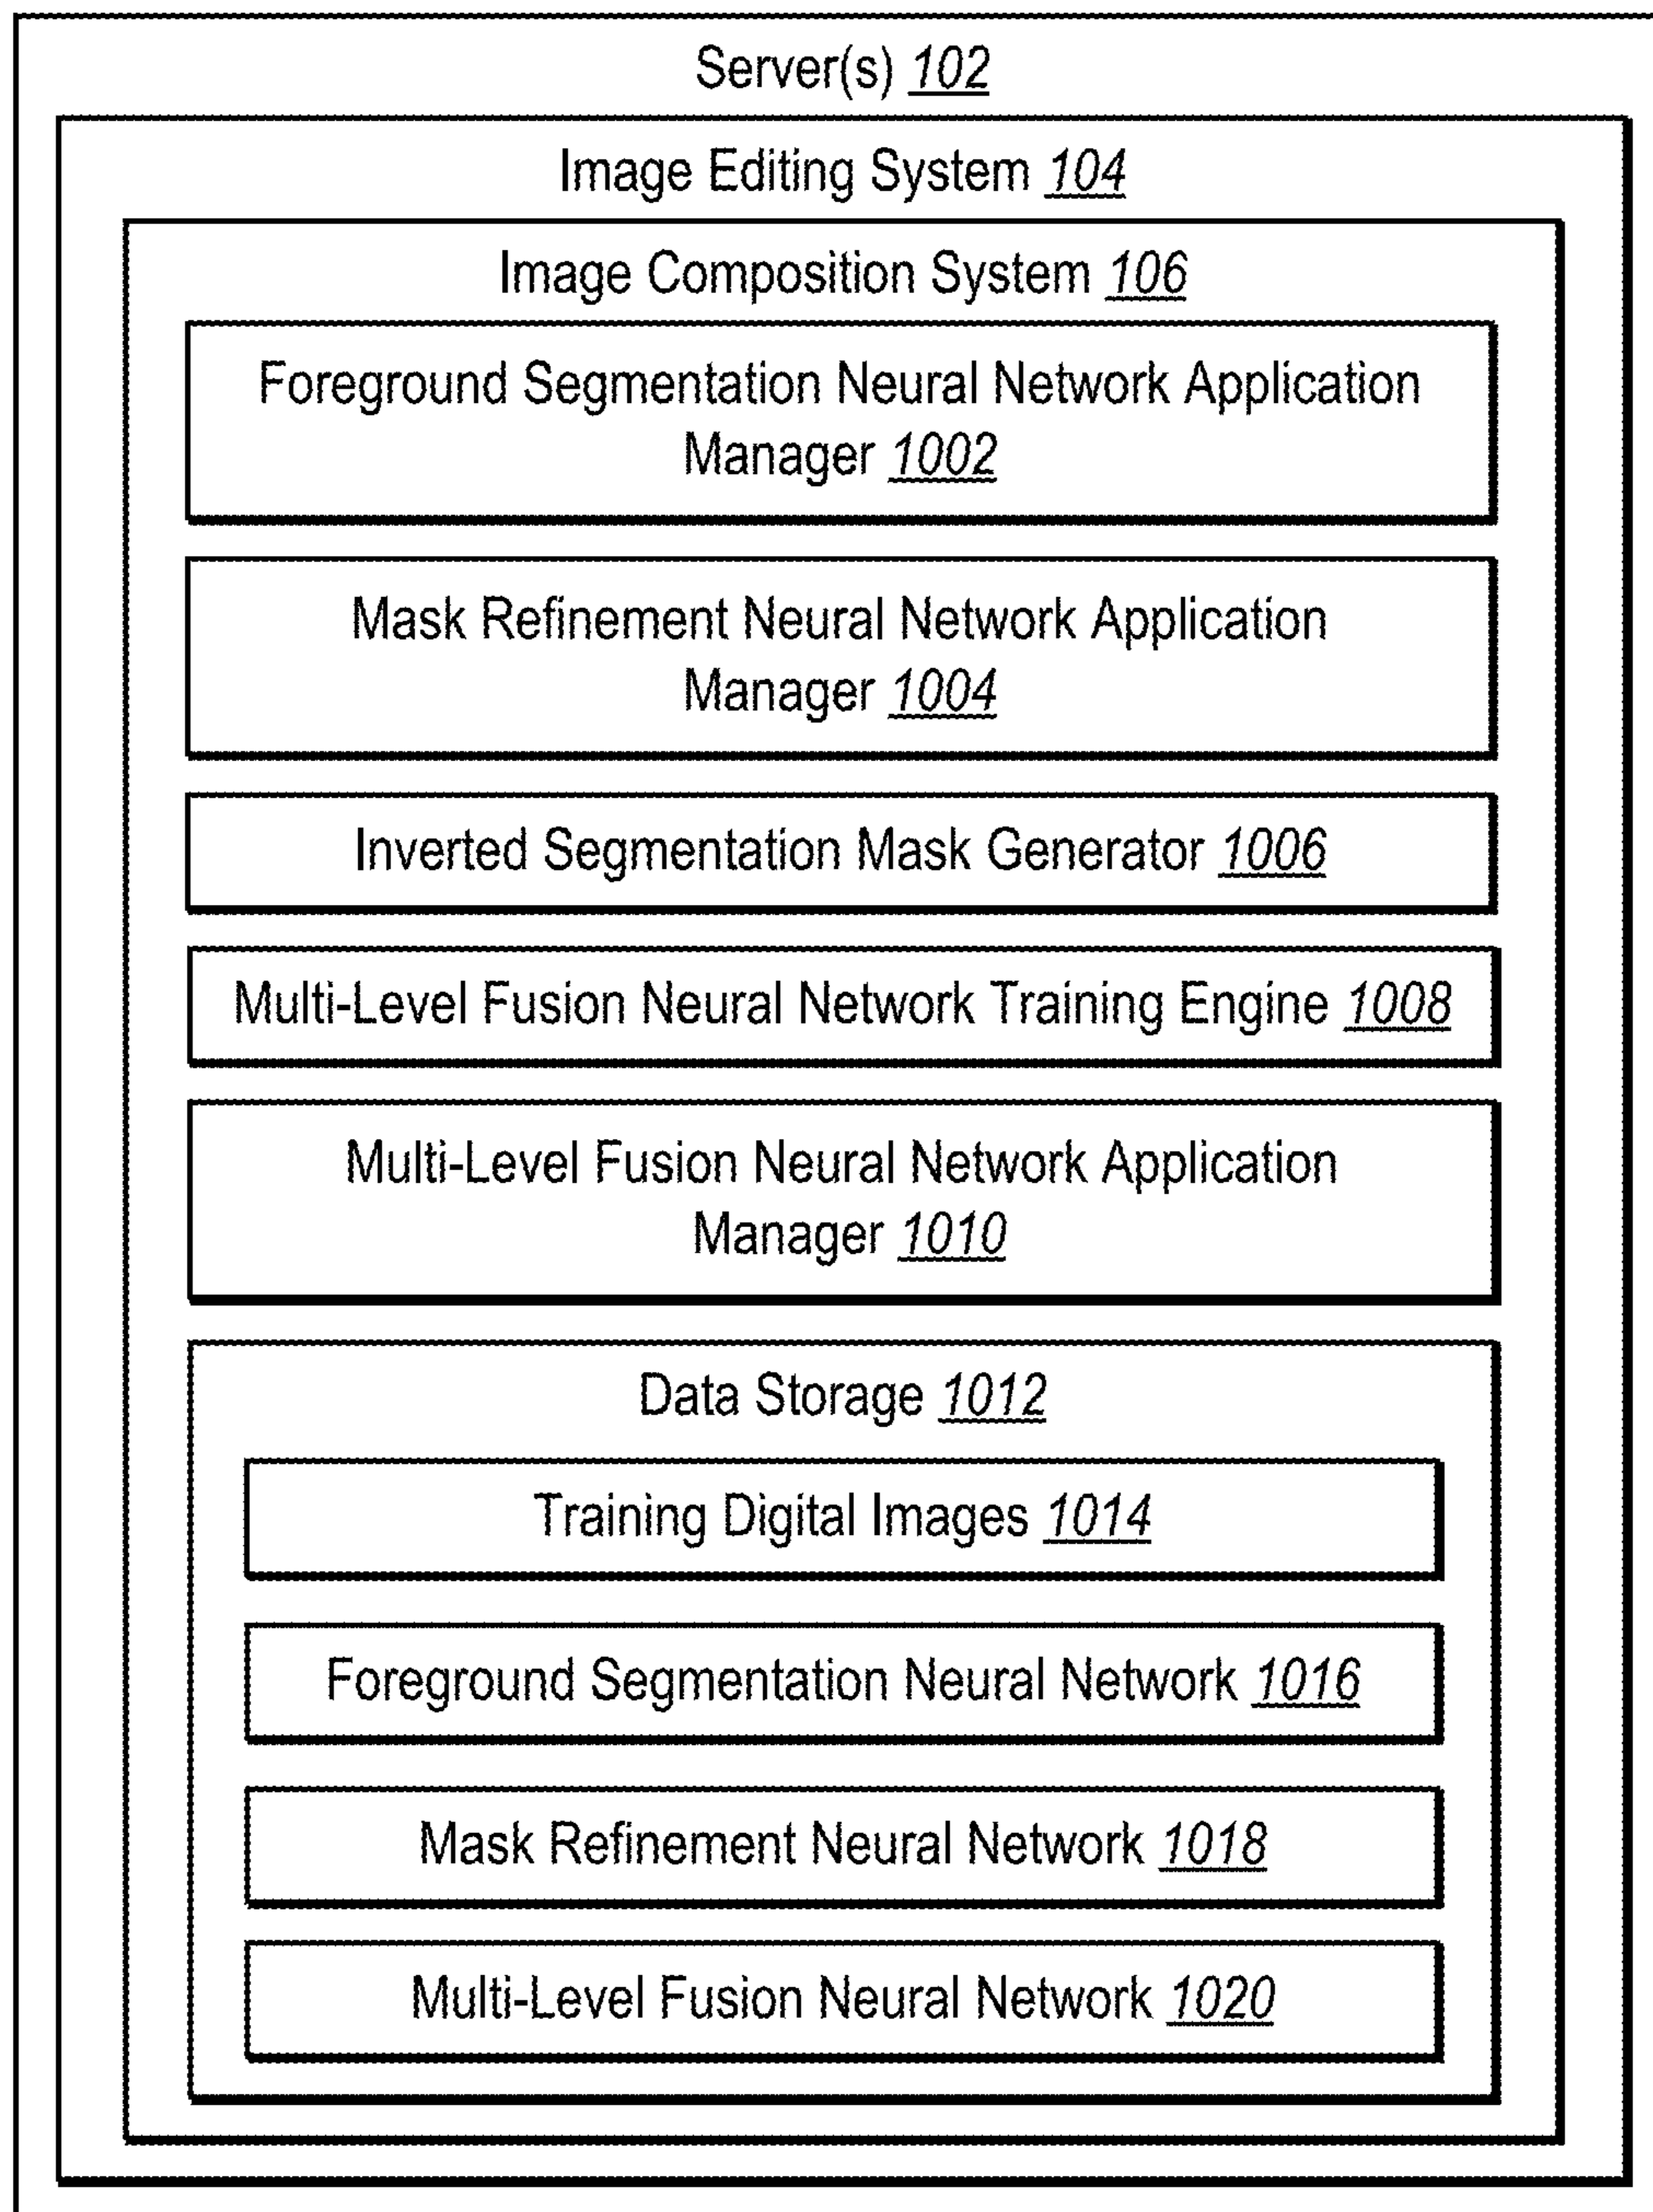 Server(s) 102
Image Editing System 104
Image Composition System 106
Foreground Segmentation Neural Network Application
Manager 1002
Mask Refinement Neural Network Application
Manager 1004
Inverted Segmentation Mask Generator 1006
Multi-Level Fusion Neural Network Training Engine 1008
Multi-Level Fusion Neural Network Application
Manager 1010
Data Storage 1012
Training Digital Images 1014
Foreground Segmentation Neural Network 1016
Mask Refinement Neural Network 1018
Multi-Level Fusion Neural Network 1020